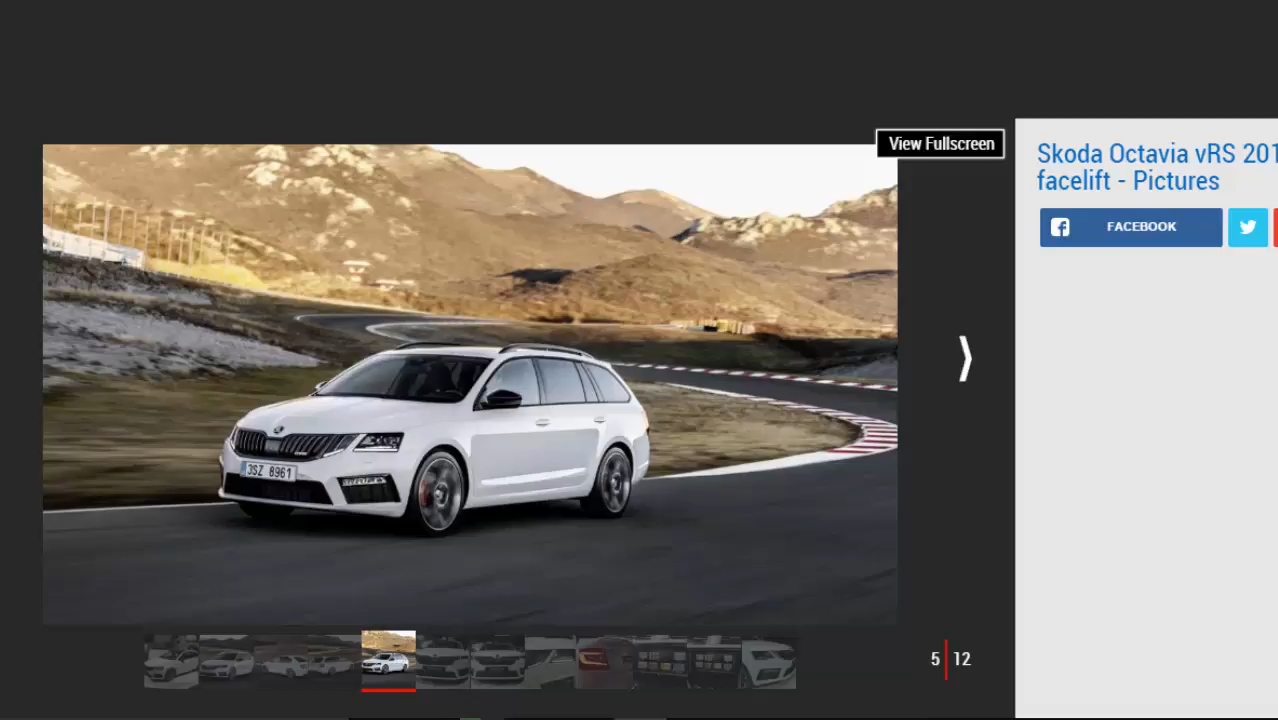 View Fullscreen
Skoda Octavia vRS 201
facelift - Pictures
FACEBOOK
3SZ 8961
5 12